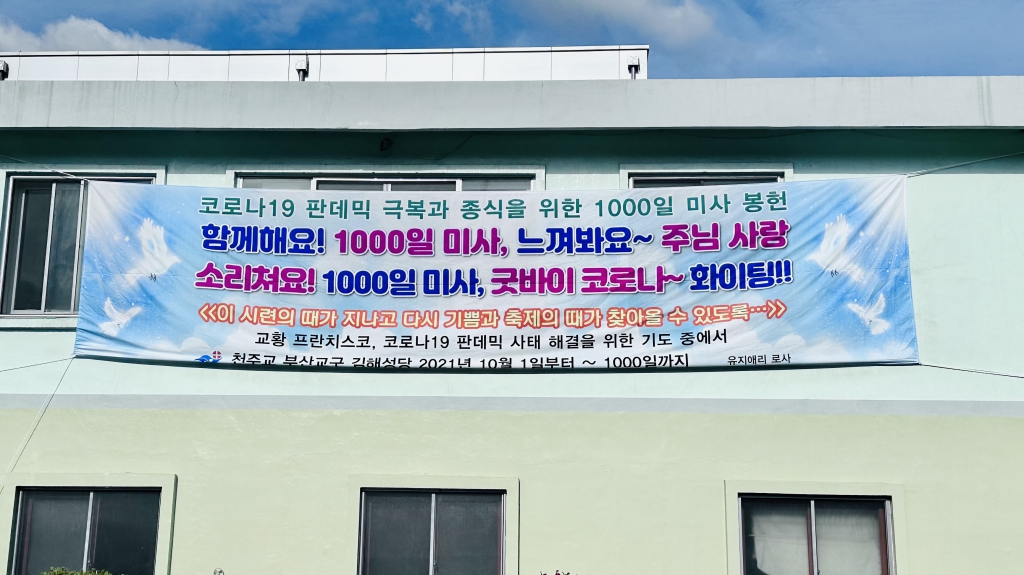 코로나19 판데믹 극복과 종식을 위한 1000일 미사 봉헌
함께해요! 1000일 미사, 느껴봐요~ 주님 사랑
소리쳐요! 1000일 미사, 굿바이 코로나~ 화이팅!!
<<이 시련의 때가 지나고 다시 기쁨과 축제의 때가 찾아올 수 있도록…>>
교황 프란치스코, 코로나19 판데믹 사태 해결을 위한 기도 중에서
천주교 부산교구 김해성당 2021년 10월 1일부터 ~ 1000일까지 유지애리 로사